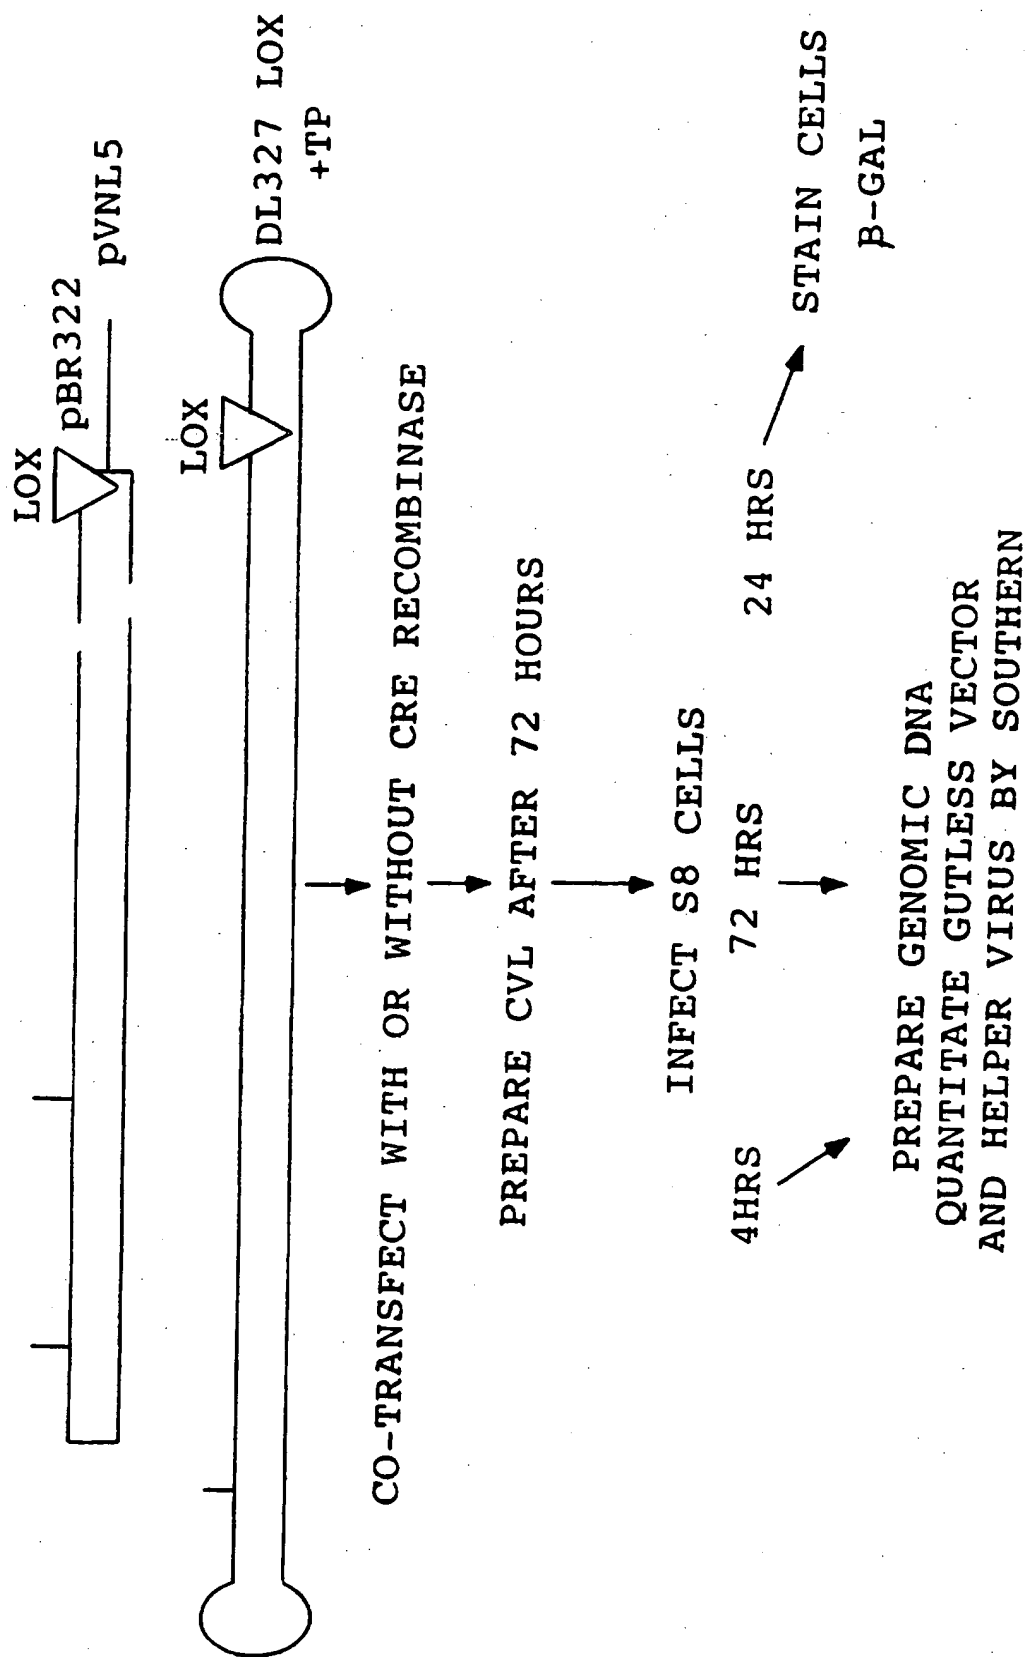 LOX
pBR322
pVNL5
LOX
DL327 LOX
+TP
CO-TRANSFECT WITH OR WITHOUT CRE RECOMBINASE
PREPARE CVL AFTER 72 HOURS
INFECT S8 CELLS
4HRS
72 HRS
24 HRS
STAIN CELLS
β-GAL
PREPARE GENOMIC DNA
QUANTITATE GUTLESS VECTOR
AND HELPER VIRUS BY SOUTHERN